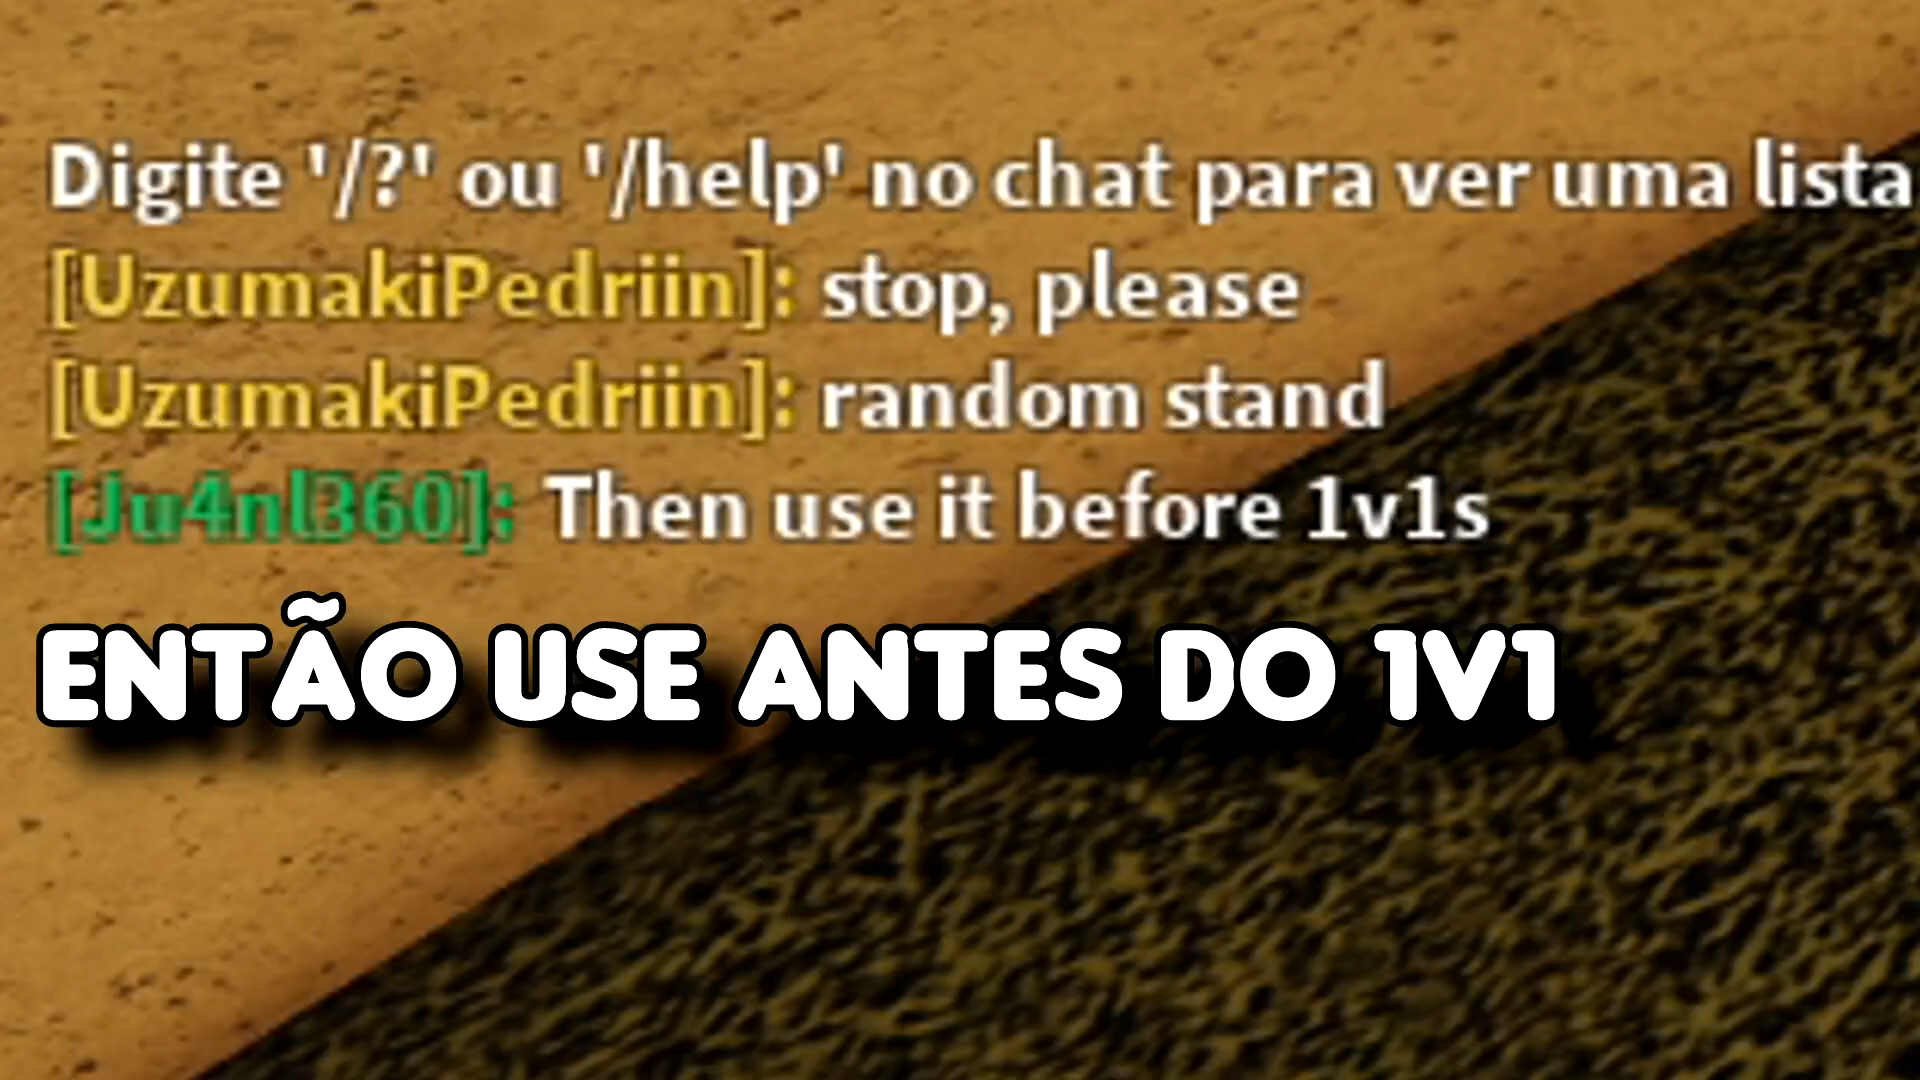 Digite '/?' ou '/help' no chat para ver uma lista
[UzumakiPedriin]: stop, please
[UzumakiPedriin]: random stand
[Ju4nl360]: Then use it before 1v1s
ENTÃO USE ANTES DO 1V1